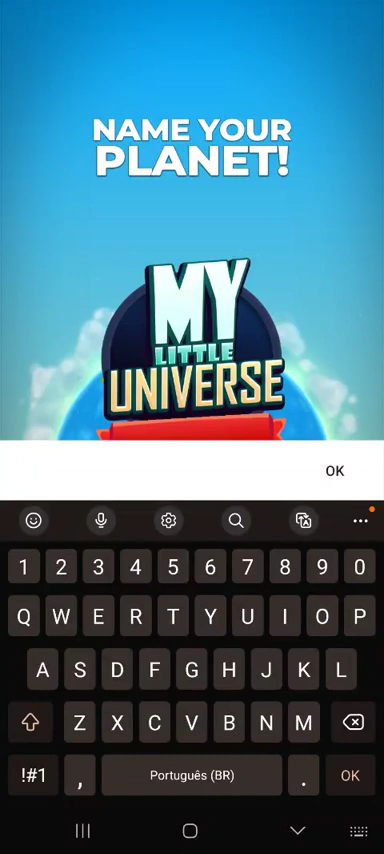 NAME YOUR
PLANET!
MY
LITTLE
UNIVERSE
OK
1 2 3 4 5 6 7 8 9 0
Q W E R T Y U I O P
A S D F G H J K L
Z X C V B N M
!#1 , Português (BR) . OK